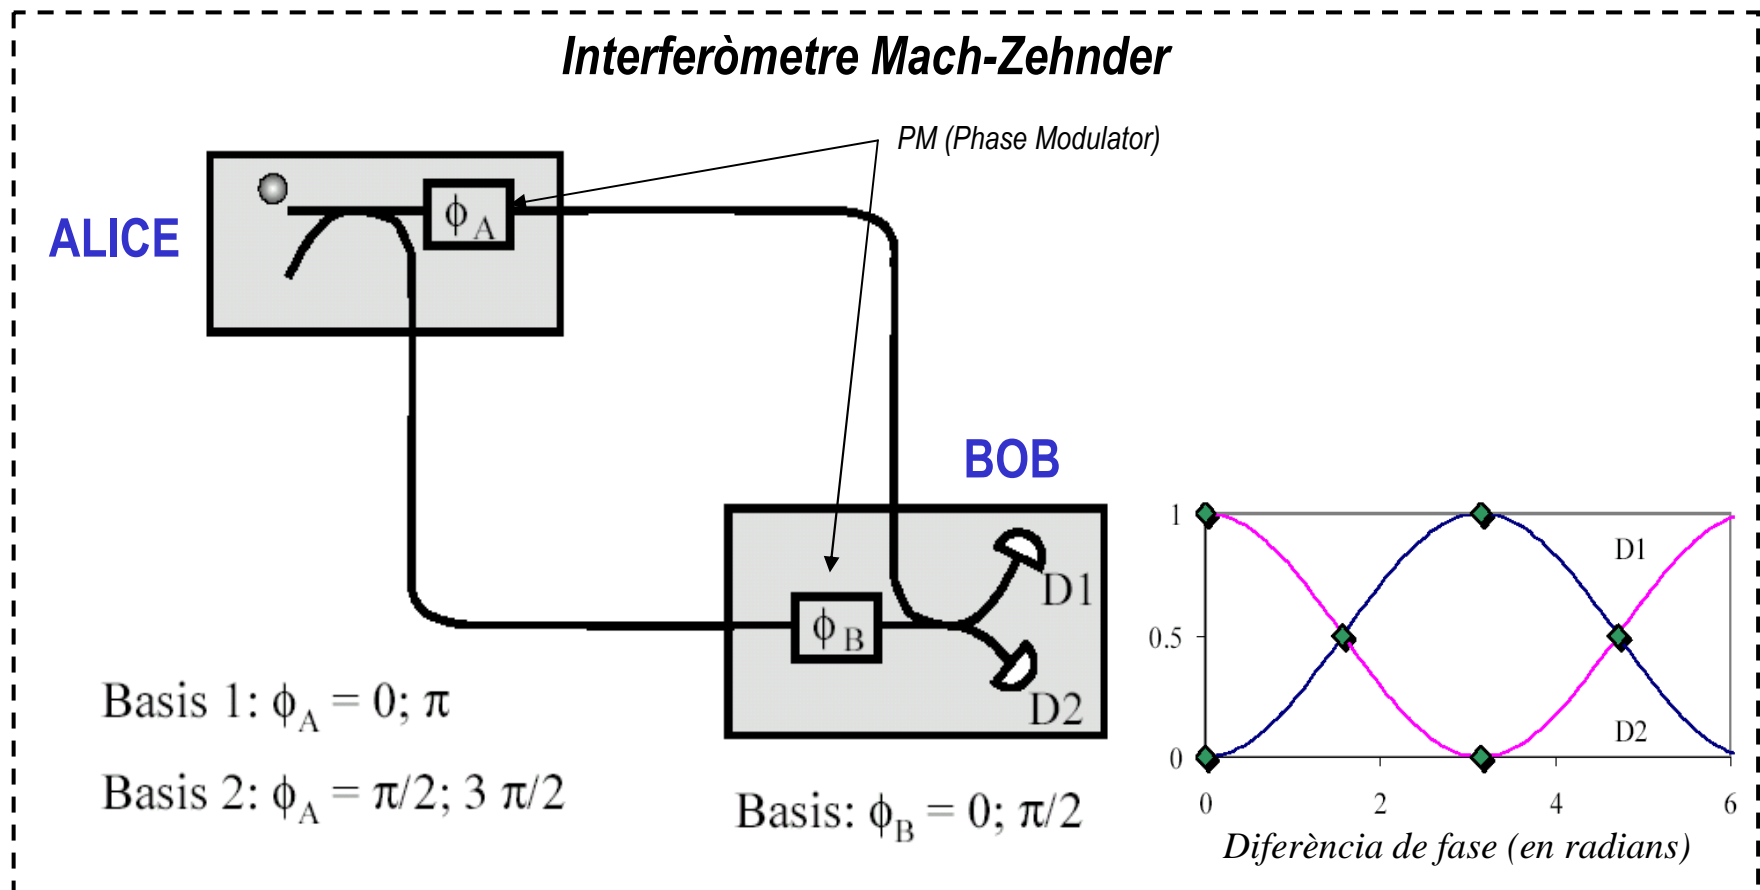 Interferòmetre Mach-Zehnder
PM (Phase Modulator)
ALICE
ϕA
BOB
D1
ϕB
D2
Basis 1: ϕA = 0; π
Basis 2: ϕA = π/2; 3 π/2
Basis: ϕB = 0; π/2
1
D1
0.5
D2
0
0 2 4 6
Diferència de fase (en radians)